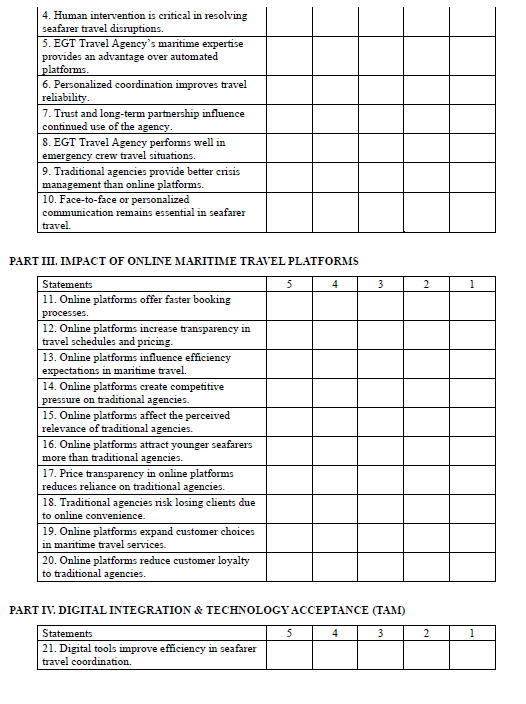 4. Human intervention is critical in resolving
seafarer travel disruptions.
5. EGT Travel Agency's maritime expertise
provides an advantage over automated
platforms.
6. Personalized coordination improves travel
reliability.
7. Trust and long-term partnership influence
continued use of the agency.
8. EGT Travel Agency performs well in
emergency crew travel situations.
9. Traditional agencies provide better crisis
management than online platforms.
10. Face-to-face or personalized
communication remains essential in seafarer
travel.
PART III. IMPACT OF ONLINE MARITIME TRAVEL PLATFORMS
Statements 5 4 3 2 1
11. Online platforms offer faster booking
processes.
12. Online platforms increase transparency in
travel schedules and pricing.
13. Online platforms influence efficiency
expectations in maritime travel.
14. Online platforms create competitive
pressure on traditional agencies.
15. Online platforms affect the perceived
relevance of traditional agencies.
16. Online platforms attract younger seafarers
more than traditional agencies.
17. Price transparency in online platforms
reduces reliance on traditional agencies.
18. Traditional agencies risk losing clients due
to online convenience.
19. Online platforms expand customer choices
in maritime travel services.
20. Online platforms reduce customer loyalty
to traditional agencies.
PART IV. DIGITAL INTEGRATION & TECHNOLOGY ACCEPTANCE (TAM)
Statements 5 4 3 2 1
21. Digital tools improve efficiency in seafarer
travel coordination.